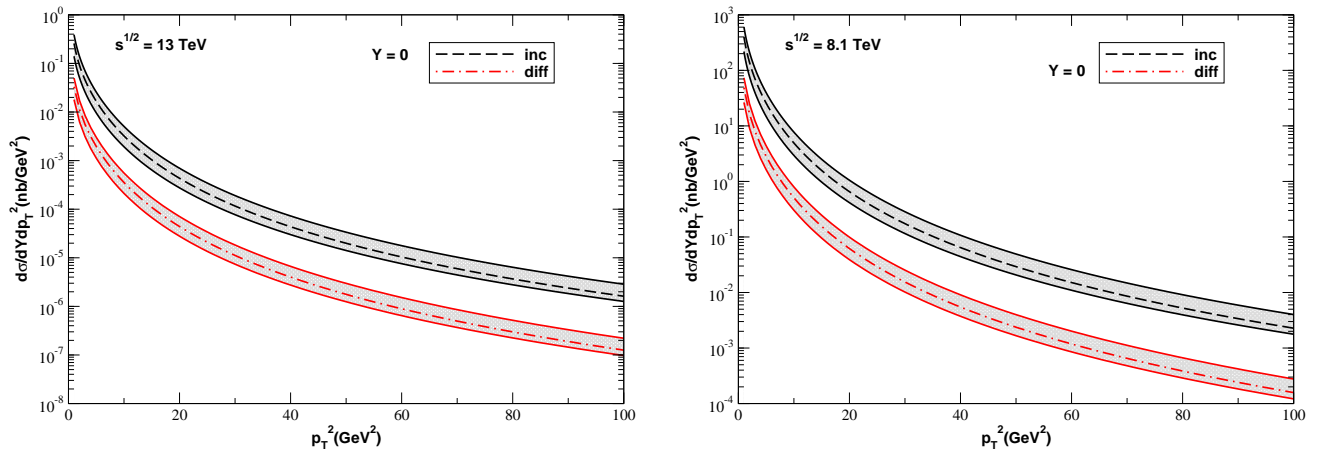 s^{1/2} = 13 TeV
Y = 0
inc
diff
dσ/dYdp_T^2(nb/GeV^2)
10^0
10^-1
10^-2
10^-3
10^-4
10^-5
10^-6
10^-7
10^-8
0 20 40 60 80 100
p_T^2(GeV^2)
s^{1/2} = 8.1 TeV
Y = 0
inc
diff
dσ/dYdp_T^2(nb/GeV^2)
10^3
10^2
10^1
10^0
10^-1
10^-2
10^-3
10^-4
0 20 40 60 80 100
p_T^2(GeV^2)